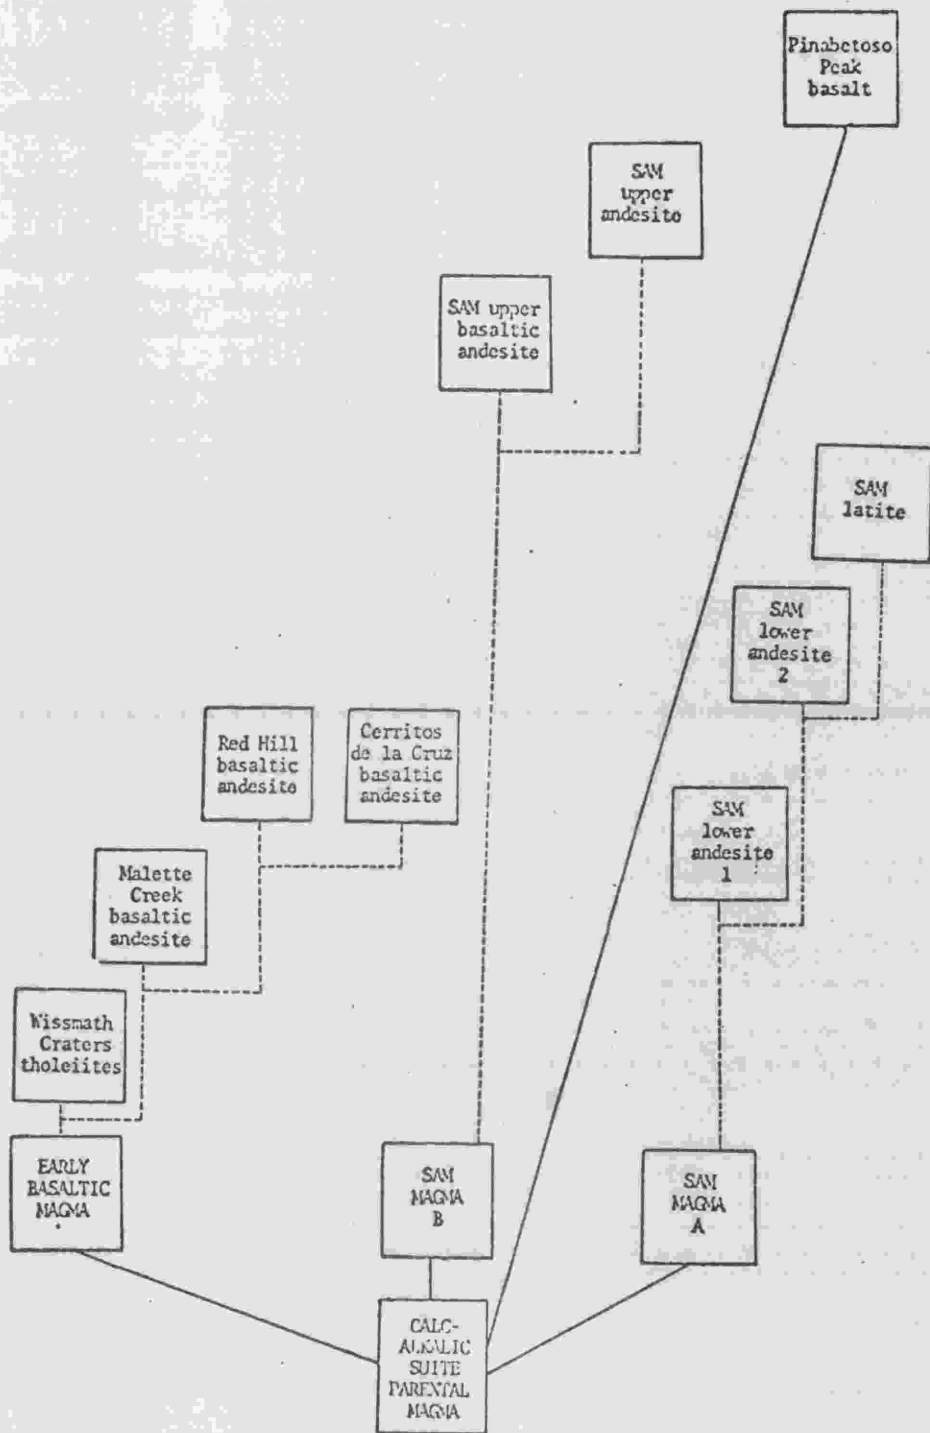 Pinabetoso
Peak
basalt
SAM
upper
andesite
SAM upper
basaltic
andesite
SAM
latite
SAM
lower
andesite
2
Red Hill
basaltic
andesite
Cerritos
de la Cruz
basaltic
andesite
SAM
lower
andesite
1
Malette
Creek
basaltic
andesite
Wissmath
Craters
tholeiites
EARLY
BASALTIC
MAGMA
SAM
MAGMA
B
SAM
MAGMA
A
CALC-
ALKALIC
SUITE
PARENTAL
MAGMA